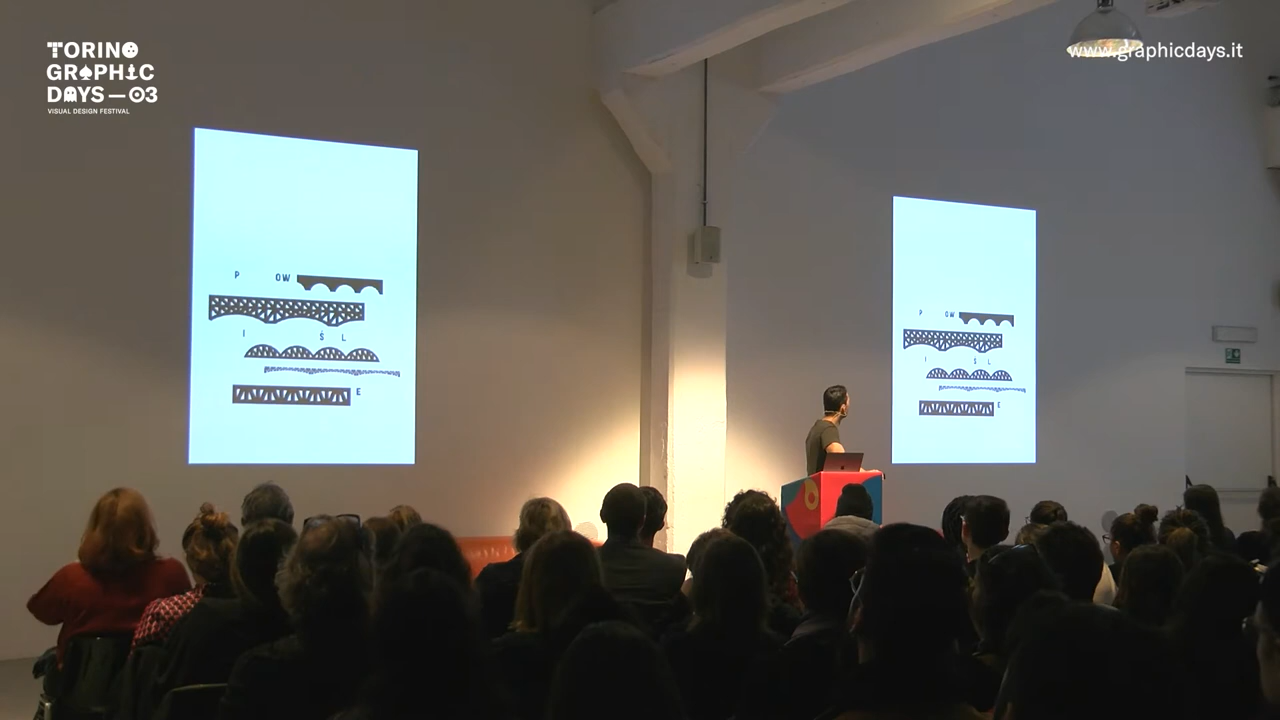 TORINO
GRAPHIC
DAYS—03
VISUAL DESIGN FESTIVAL
www.graphicdays.it
P OW
I Ś L
E
P OW
I Ś L
E